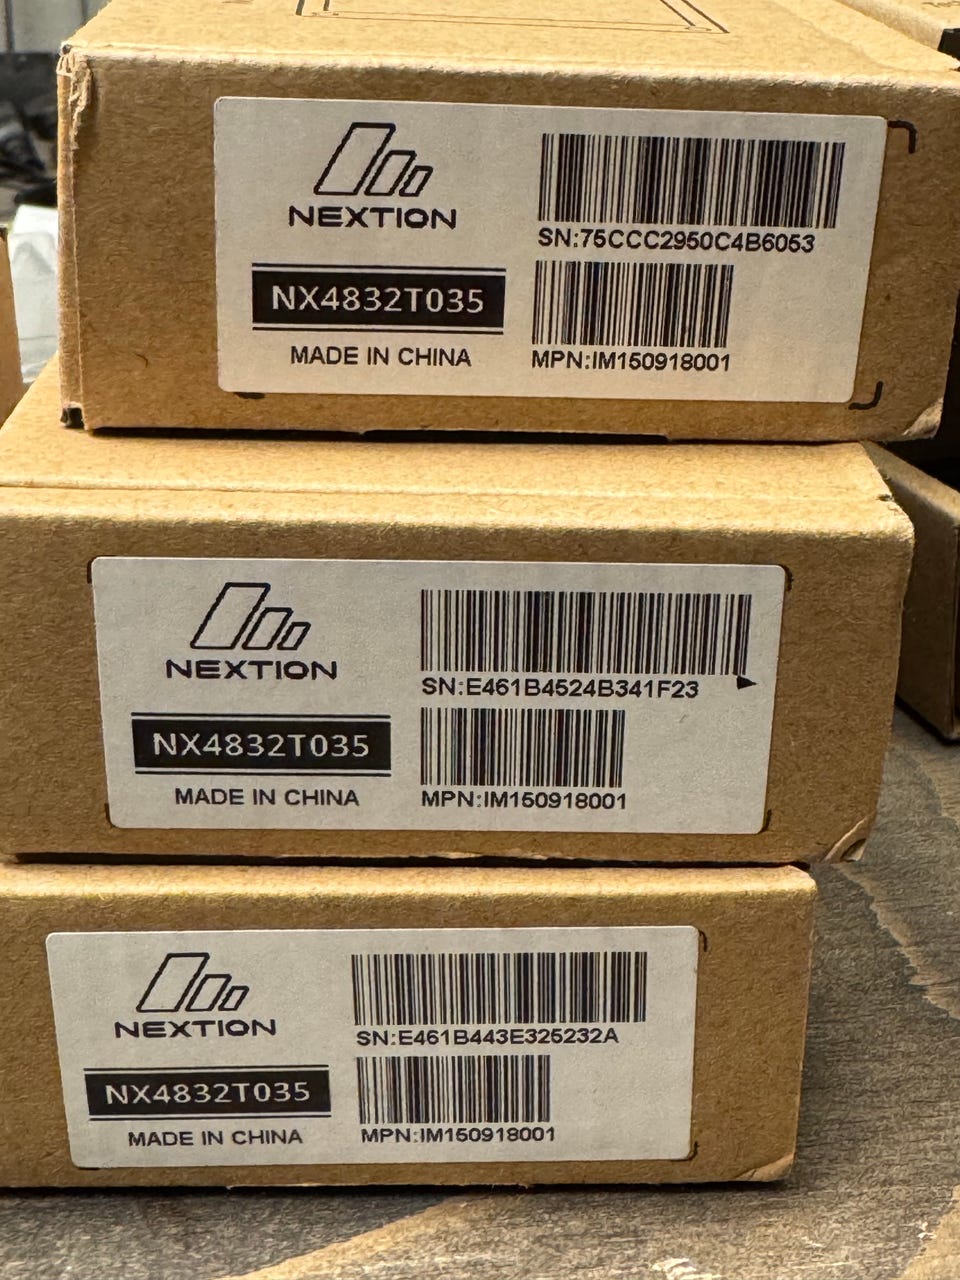 NEXTION
NX4832T035
MADE IN CHINA
SN:75CCC2950C4B6053
MPN:IM150918001
NEXTION
NX4832T035
MADE IN CHINA
SN:E461B4524B341F23
MPN:IM150918001
NEXTION
NX4832T035
MADE IN CHINA
SN:E461B443E325232A
MPN:IM150918001